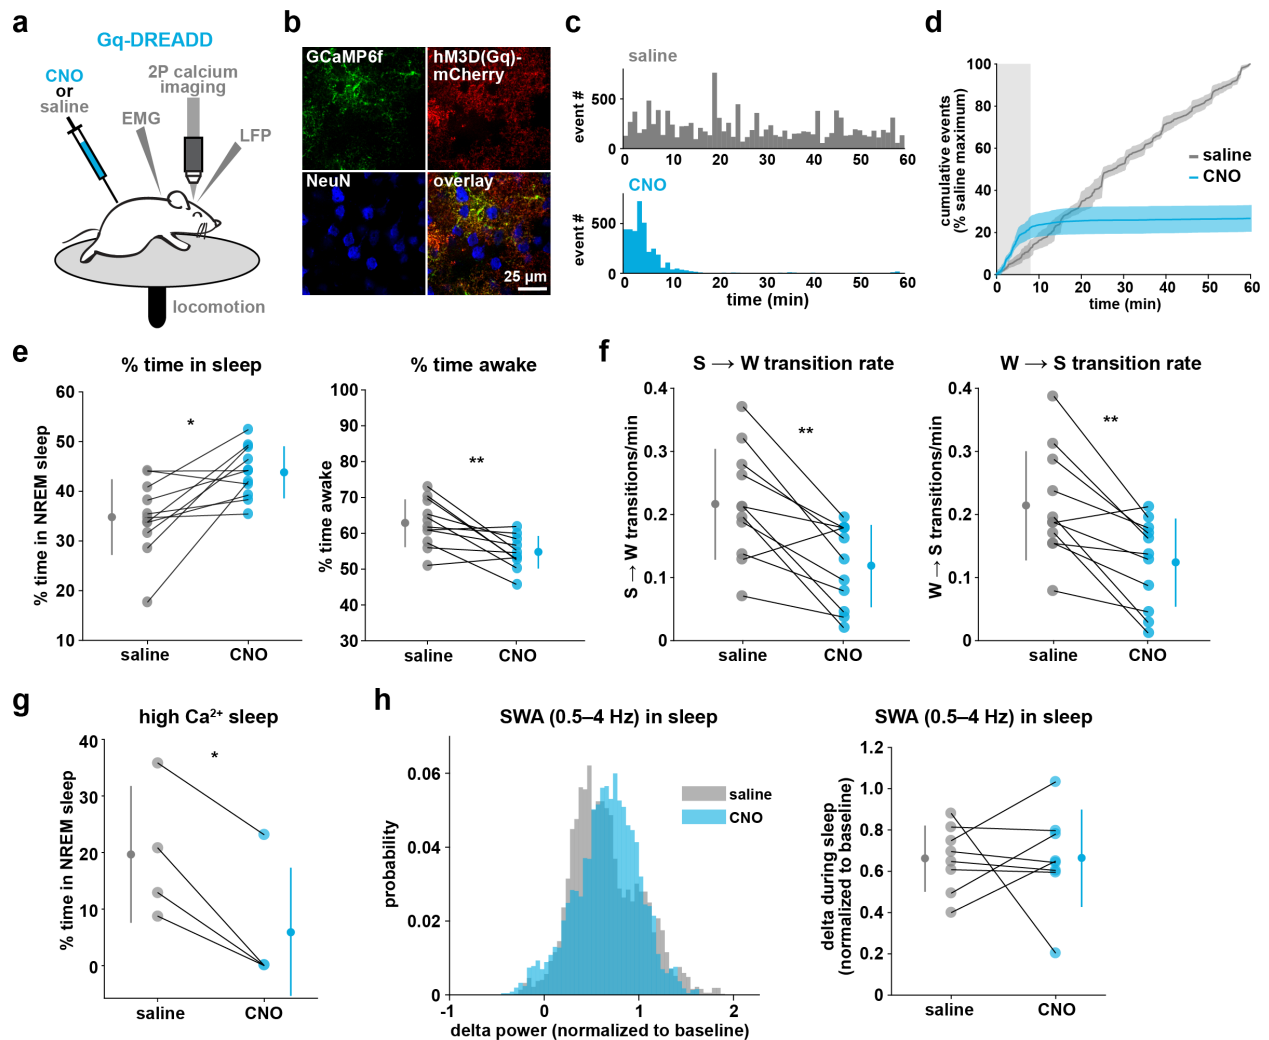 a
Gq-DREADD
CNO
or
saline
2P calcium
imaging
EMG
LFP
locomotion
b
GCaMP6f
hM3D(Gq)-
mCherry
NeuN
overlay
25 µm
c
saline
event #
500
0
0 10 20 30 40 50 60
CNO
event #
500
0
0 10 20 30 40 50 60
time (min)
d
cumulative events
(% saline maximum)
100
80
60
40
20
0
saline
CNO
0 10 20 30 40 50 60
time (min)
e
% time in sleep
% time in NREM sleep
60
50
40
30
20
10
*
saline CNO
% time awake
% time awake
100
90
80
70
60
50
40
30
**
saline CNO
f
S → W transition rate
S → W transitions/min
0.4
0.3
0.2
0.1
0
**
saline CNO
W → S transition rate
W → S transitions/min
0.4
0.3
0.2
0.1
0
**
saline CNO
g
high Ca²⁺ sleep
% time in NREM sleep
40
30
20
10
0
*
saline CNO
h
SWA (0.5–4 Hz) in sleep
probability
0.06
0.04
0.02
0
saline
CNO
-1 0 1 2
delta power (normalized to baseline)
SWA (0.5–4 Hz) in sleep
delta during sleep
(normalized to baseline)
1.2
1.0
0.8
0.6
0.4
0.2
0
saline CNO